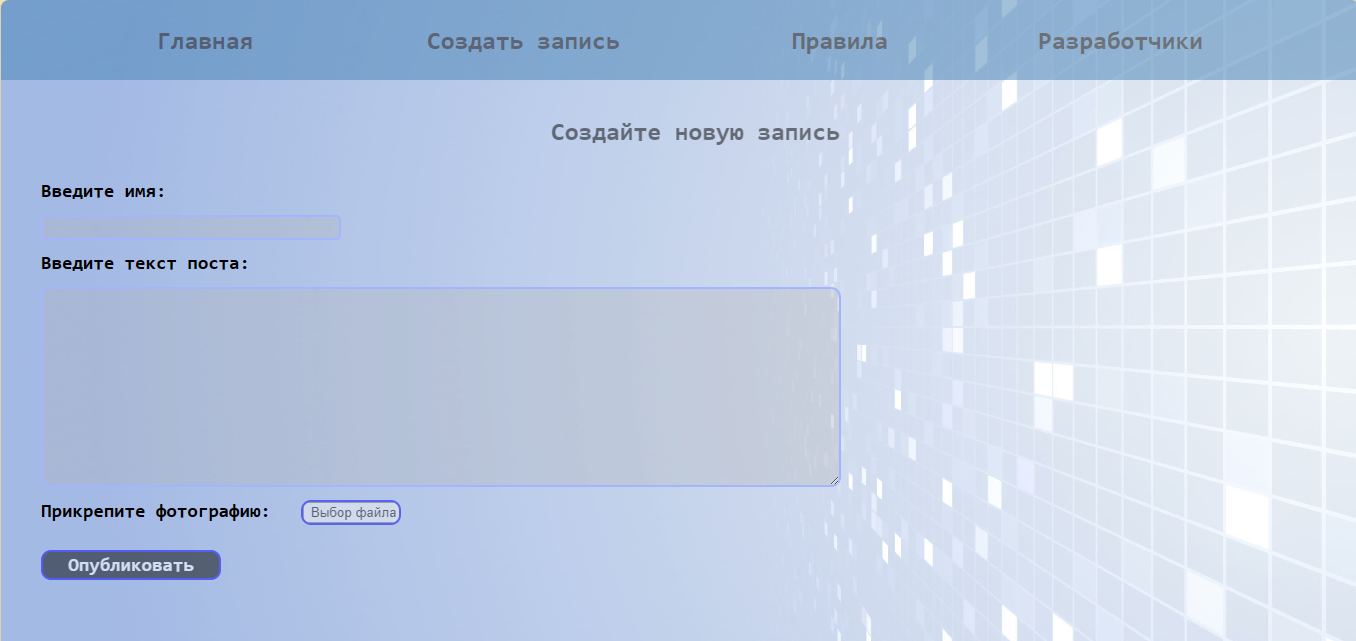 Главная Создать запись Правила Разработчики
Создайте новую запись
Введите имя:
Введите текст поста:
Прикрепите фотографию: Выбор файла
Опубликовать